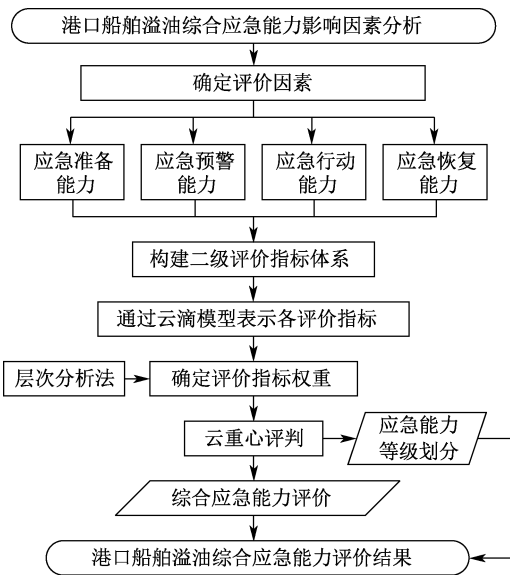 港口船舶溢油综合应急能力影响因素分析
确定评价因素
应急准备
能力
应急预警
能力
应急行动
能力
应急恢复
能力
构建二级评价指标体系
通过云滴模型表示各评价指标
层次分析法
确定评价指标权重
云重心评判
应急能力
等级划分
综合应急能力评价
港口船舶溢油综合应急能力评价结果